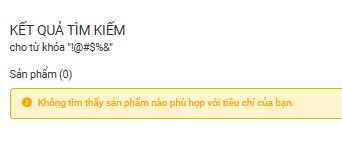 KẾT QUẢ TÌM KIẾM
cho từ khóa "!@#$%&"
Sản phẩm (0)
Không tìm thấy sản phẩm nào phù hợp với tiêu chí của bạn.